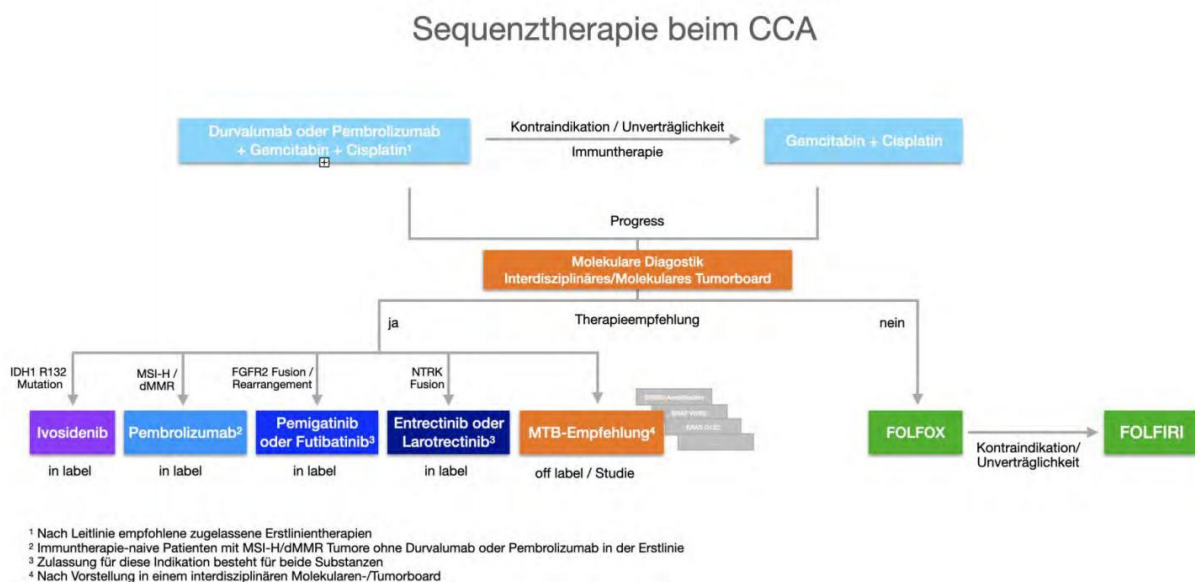 Sequenztherapie beim CCA
Durvalumab oder Pembrolizumab
+ Gemcitabin + Cisplatin¹
Kontraindikation / Unverträglichkeit
Immuntherapie
Gemcitabin + Cisplatin
Progress
Molekulare Diagnostik
Interdisziplinäres/Molekulares Tumorboard
ja
Therapieempfehlung
nein
IDH1 R132
Mutation
MSI-H /
dMMR
FGFR2 Fusion /
Rearrangement
NTRK
Fusion
Ivosidenib
Pembrolizumab²
Pemigatinib
oder Futibatinib³
Entrectinib oder
Larotrectinib³
MTB-Empfehlung⁴
FOLFOX
Kontraindikation/
Unverträglichkeit
FOLFIRI
in label
in label
in label
in label
off label / Studie
¹ Nach Leitlinie empfohlene zugelassene Erstlinientherapien
² Immuntherapie-naive Patienten mit MSI-H/dMMR Tumore ohne Durvalumab oder Pembrolizumab in der Erstlinie
³ Zulassung für diese Indikation besteht für beide Substanzen
⁴ Nach Vorstellung in einem interdisziplinären Molekularen-/Tumorboard